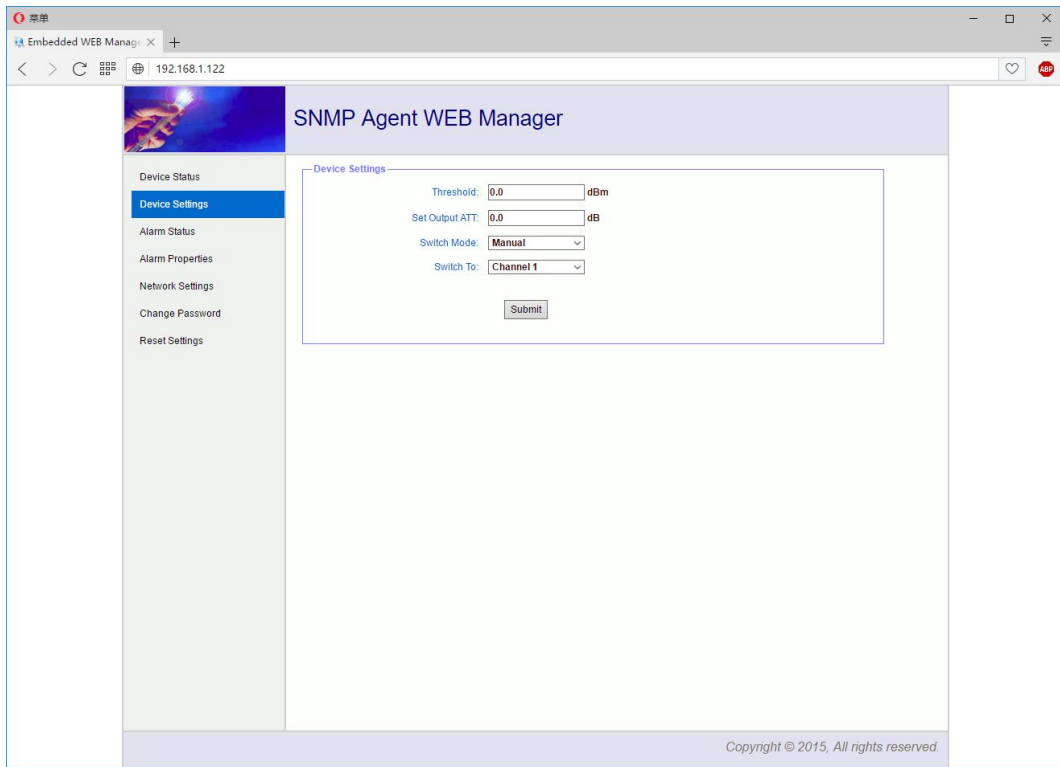 菜单
Embedded WEB Manag
192.168.1.122
ABP
SNMP Agent WEB Manager
Device Status
Device Settings
Alarm Status
Alarm Properties
Network Settings
Change Password
Reset Settings
Device Settings
Threshold: 0.0 dBm
Set Output ATT: 0.0 dB
Switch Mode: Manual
Switch To: Channel 1
Submit
Copyright © 2015, All rights reserved.